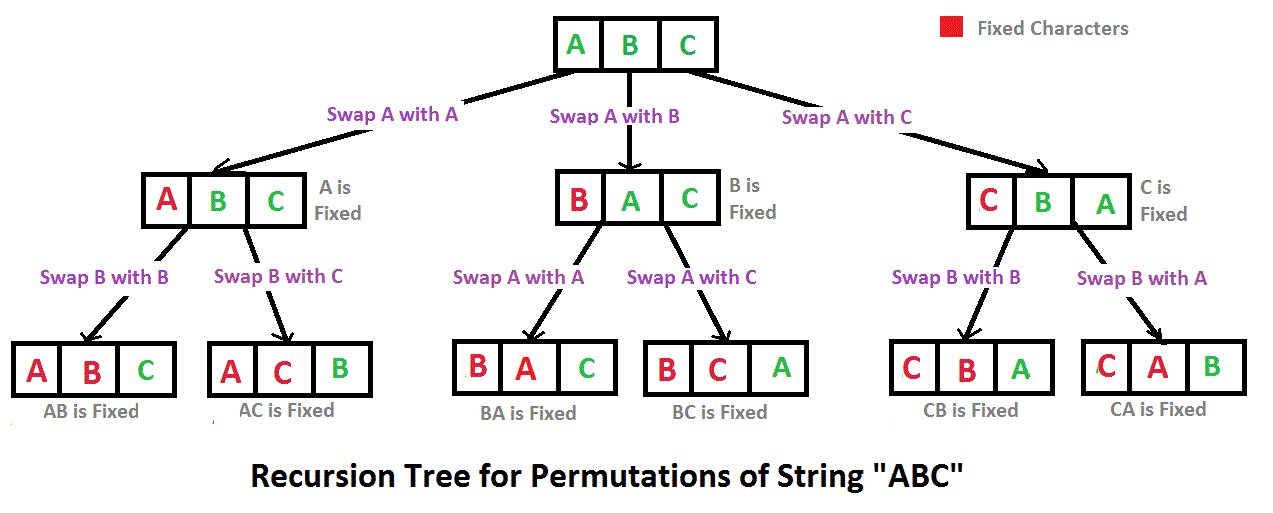 A B C
Fixed Characters
Swap A with A
Swap A with B
Swap A with C
A B C
A is
Fixed
B A C
B is
Fixed
C B A
C is
Fixed
Swap B with B
Swap B with C
Swap A with A
Swap A with C
Swap B with B
Swap B with A
A B C
A C B
B A C
B C A
C B A
C A B
AB is Fixed
AC is Fixed
BA is Fixed
BC is Fixed
CB is Fixed
CA is Fixed
Recursion Tree for Permutations of String "ABC"